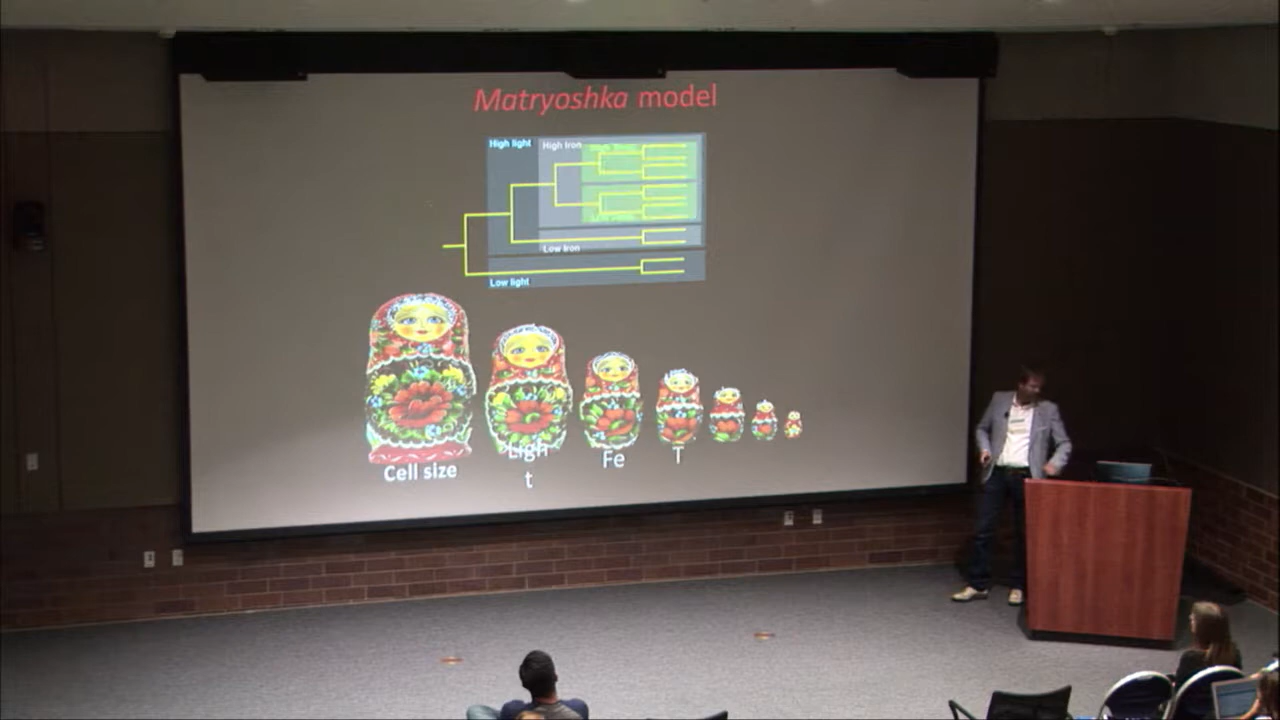 Matryoshka model
High light
High Iron
Low Iron
Low light
Cell size
Ligh
t
Fe
T